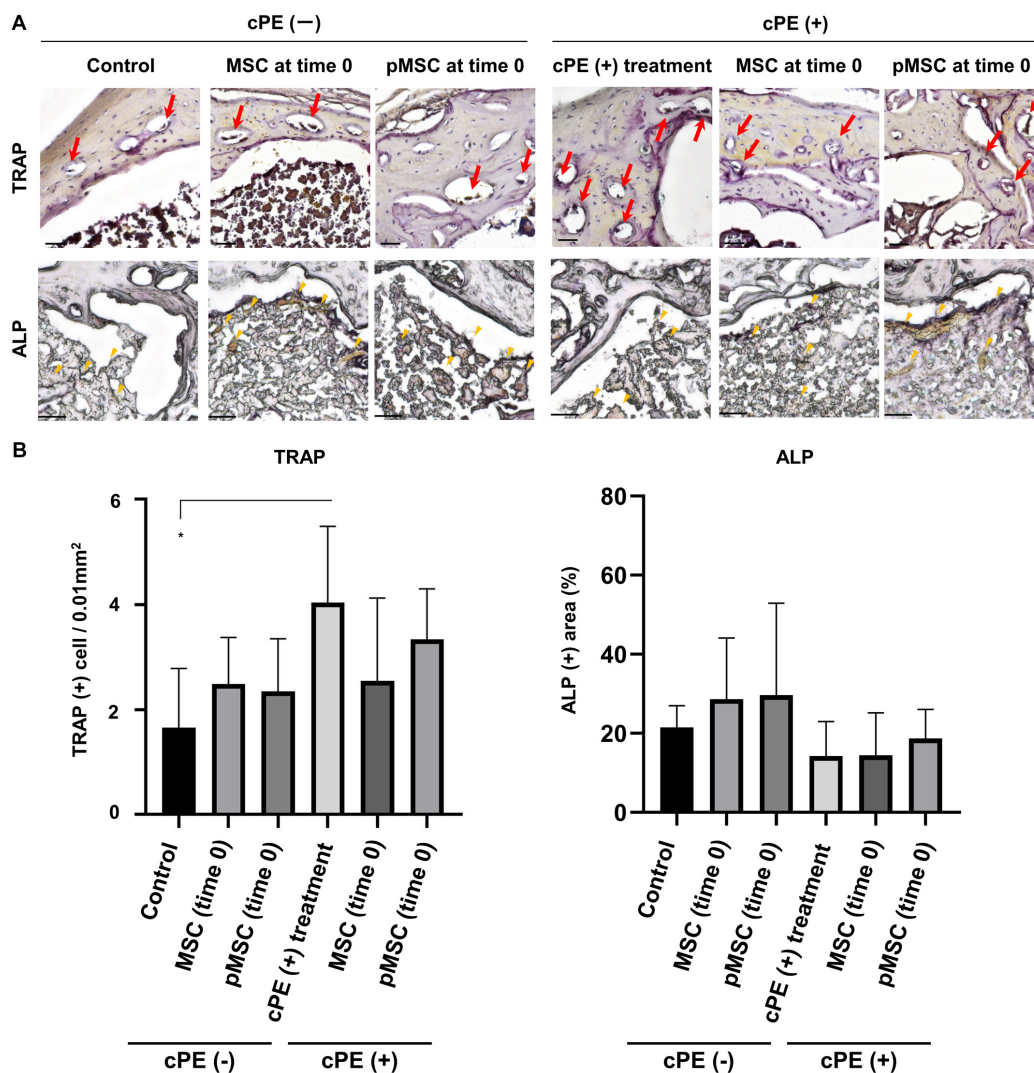 A
cPE (—)
cPE (+)
Control
MSC at time 0
pMSC at time 0
cPE (+) treatment
MSC at time 0
pMSC at time 0
TRAP
ALP
B
TRAP
TRAP (+) cell / 0.01mm²
6
4
2
0
*
Control
MSC (time 0)
pMSC (time 0)
cPE (+) treatment
MSC (time 0)
pMSC (time 0)
cPE (-)
cPE (+)
ALP
ALP (+) area (%)
80
60
40
20
0
Control
MSC (time 0)
pMSC (time 0)
cPE (+) treatment
MSC (time 0)
pMSC (time 0)
cPE (-)
cPE (+)